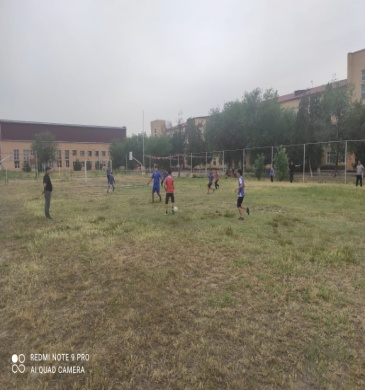 REDMI NOTE 9 PRO
AI QUAD CAMERA